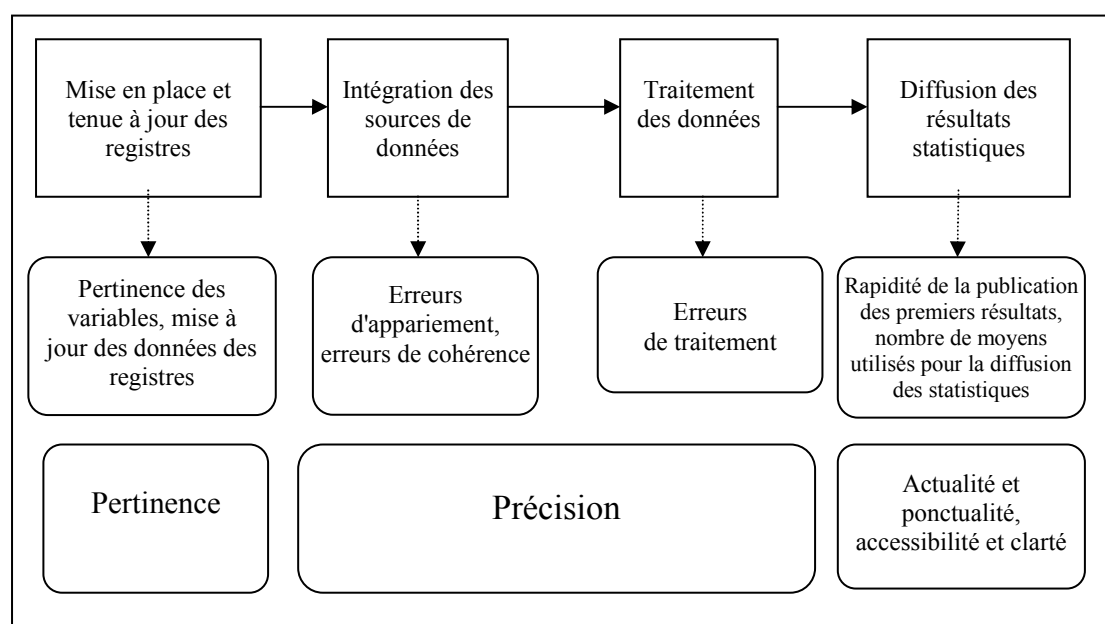 Mise en place et
tenue à jour des
registres
Intégration des
sources de
données
Traitement
des données
Diffusion des
résultats
statistiques
Pertinence des
variables, mise à
jour des données des
registres
Erreurs
d'appariement,
erreurs de cohérence
Erreurs
de traitement
Rapidité de la publication
des premiers résultats,
nombre de moyens
utilisés pour la diffusion
des statistiques
Pertinence
Précision
Actualité et
ponctualité,
accessibilité et clarté